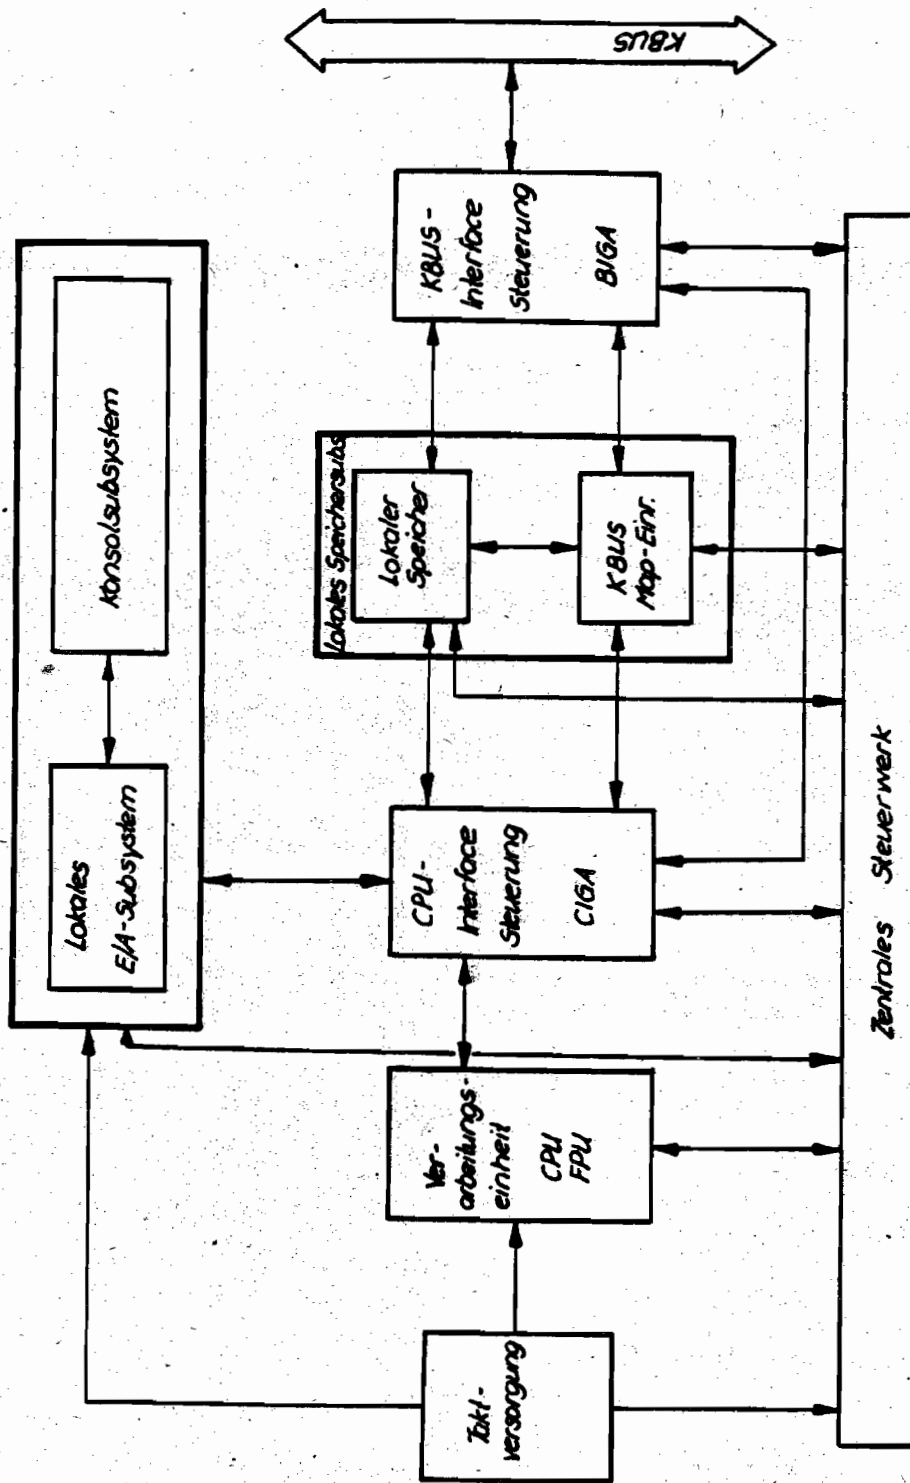 Lokales
E/A-Subsystem
Konsolsubsystem
Takt-
versorgung
Ver-
arbeitungs-
einheit
CPU
FPU
CPU-
Interface
Steuerung
CIGA
Lokales Speichersubs
Lokaler
Speicher
KBUS
Map-Einr.
KBUS-
Interface
Steuerung
BIGA
KBUS
Zentrales Steuerwerk